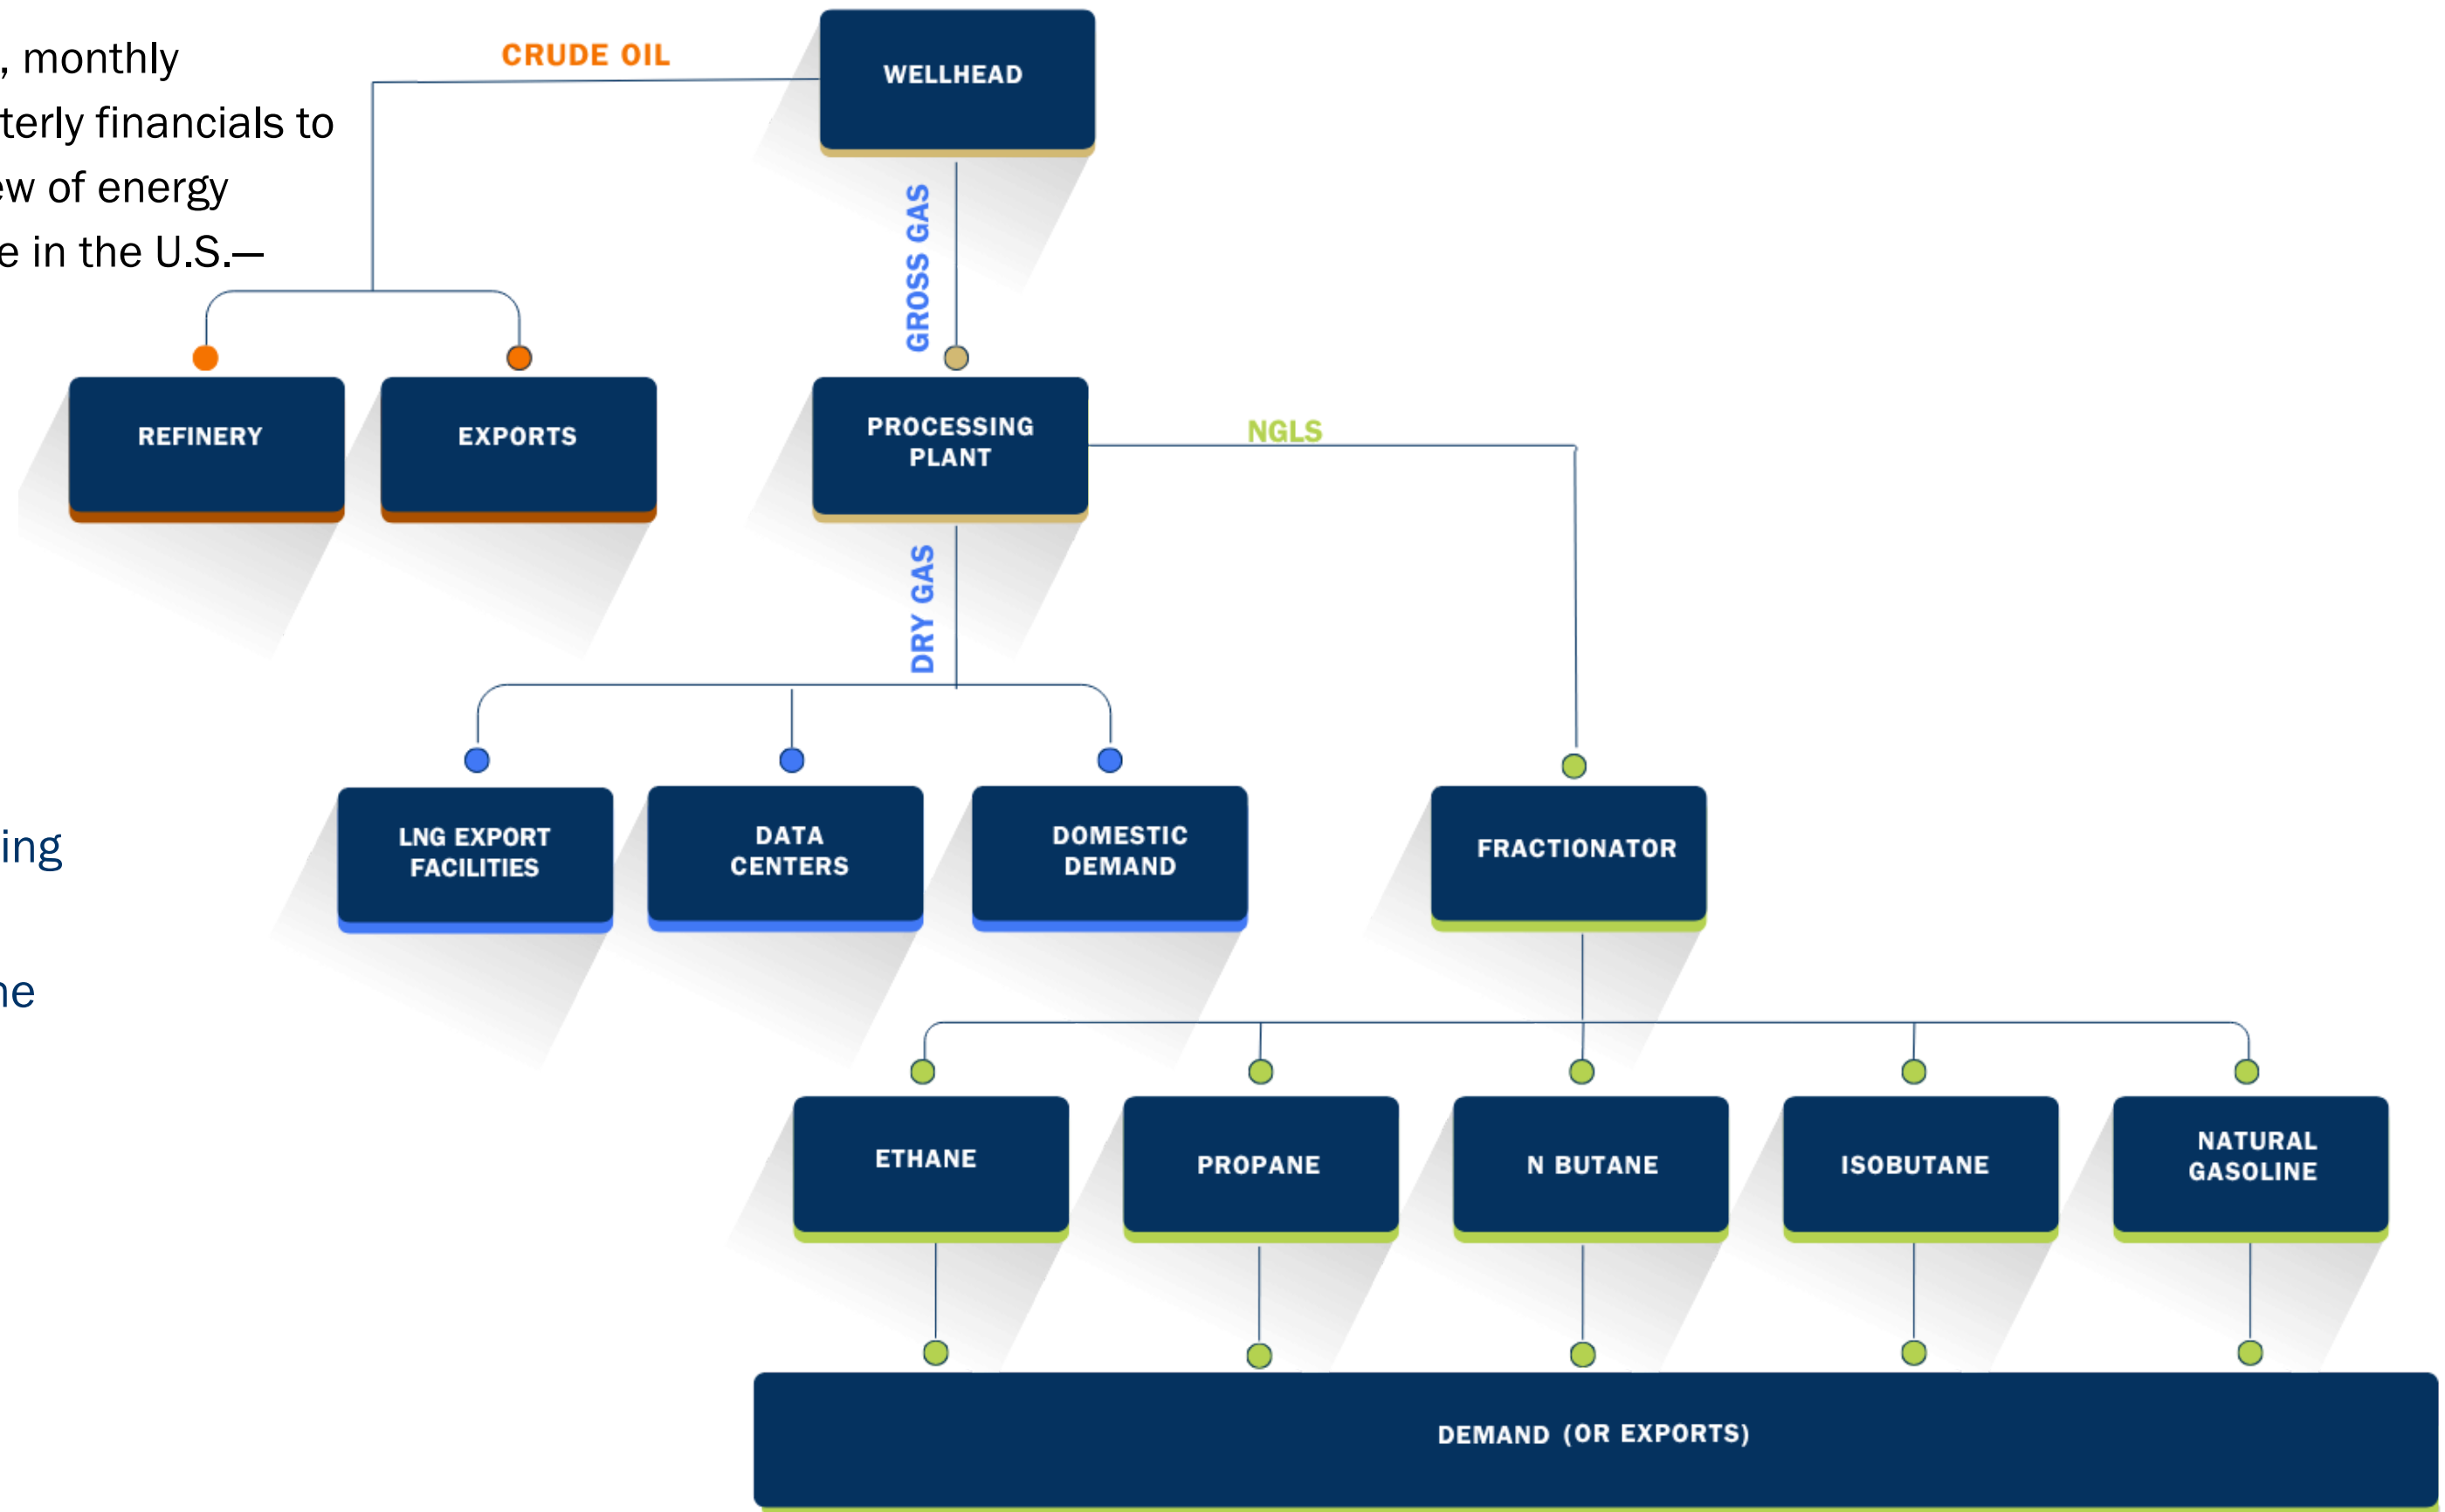 , monthly
terly financials to
ew of energy
e in the U.S.—
ing
ne
CRUDE OIL
WELLHEAD
GROSS GAS
REFINERY
EXPORTS
PROCESSING
PLANT
NGLS
DRY GAS
LNG EXPORT
FACILITIES
DATA
CENTERS
DOMESTIC
DEMAND
FRACTIONATOR
ETHANE
PROPANE
N BUTANE
ISOBUTANE
NATURAL
GASOLINE
DEMAND (OR EXPORTS)